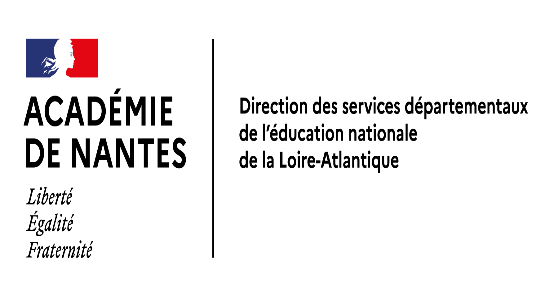 ACADÉMIE
DE NANTES
Liberté
Égalité
Fraternité
Direction des services départementaux
de l'éducation nationale
de la Loire-Atlantique